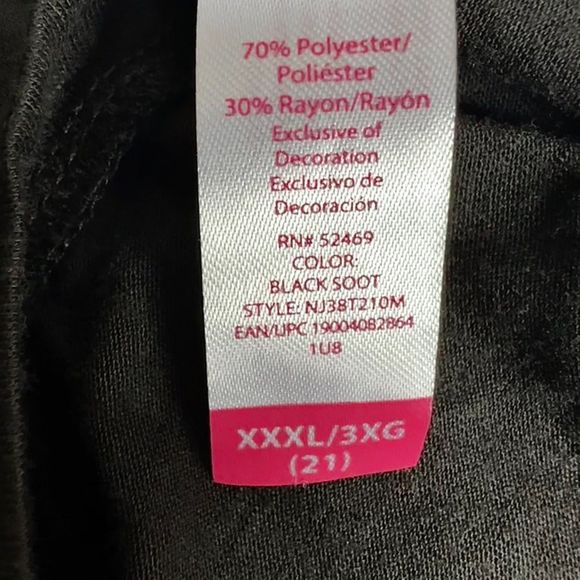 70% Polyester/
Poliéster
30% Rayon/Rayón
Exclusive of
Decoration
Exclusivo de
Decoración
RN# 52469
COLOR:
BLACK SOOT
STYLE: NJ38T210M
EAN/UPC 19004082864
1U8
XXXL/3XG
(21)